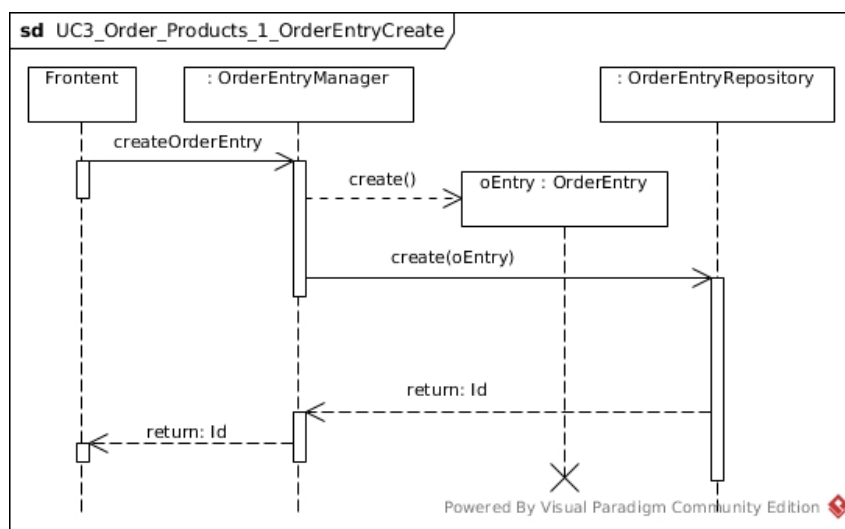 sd UC3_Order_Products_1_OrderEntryCreate
Frontent
: OrderEntryManager
: OrderEntryRepository
createOrderEntry
create()
oEntry : OrderEntry
create(oEntry)
return: Id
return: Id
Powered By Visual Paradigm Community Edition